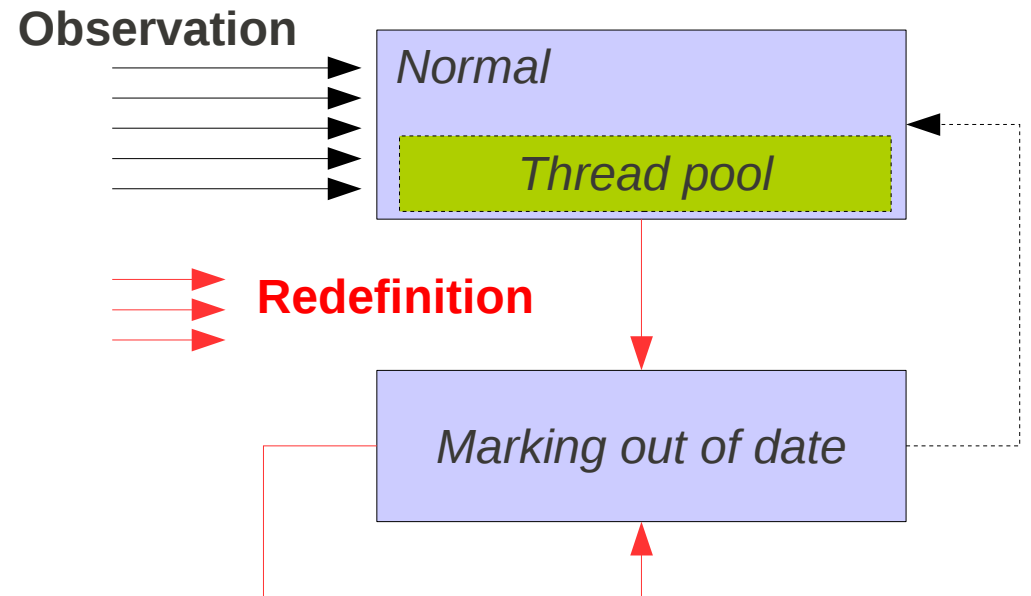 Observation
Normal
Thread pool
Redefinition
Marking out of date